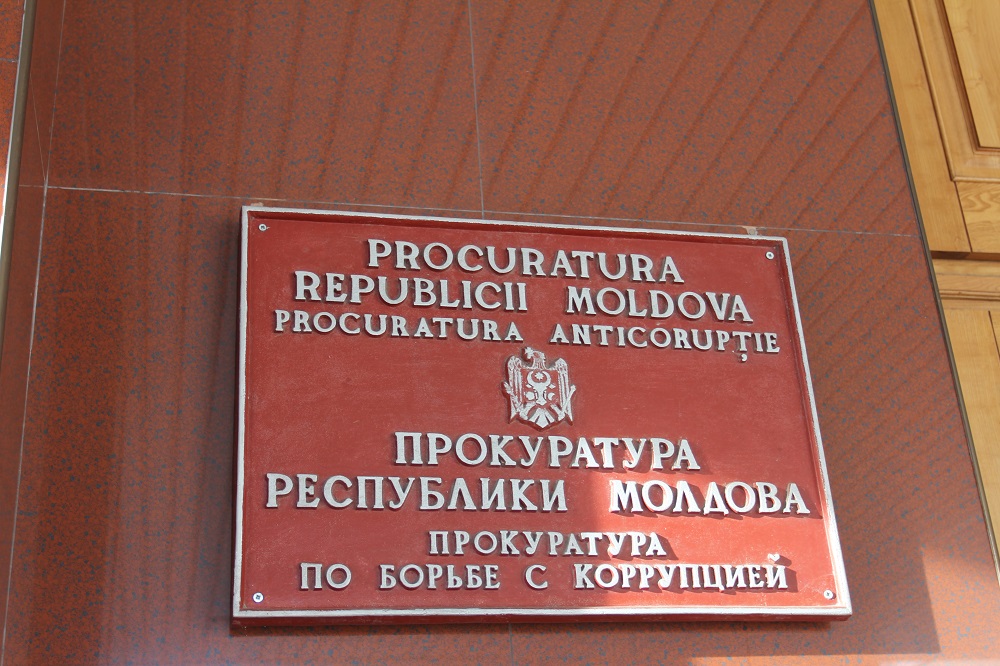 PROCURATURA
REPUBLICII MOLDOVA
PROCURATURA ANTICORUPȚIE
ПРОКУРАТУРА
РЕСПУБЛИКИ МОЛДОВА
ПРОКУРАТУРА
ПО БОРЬБЕ С КОРРУПЦИЕЙ